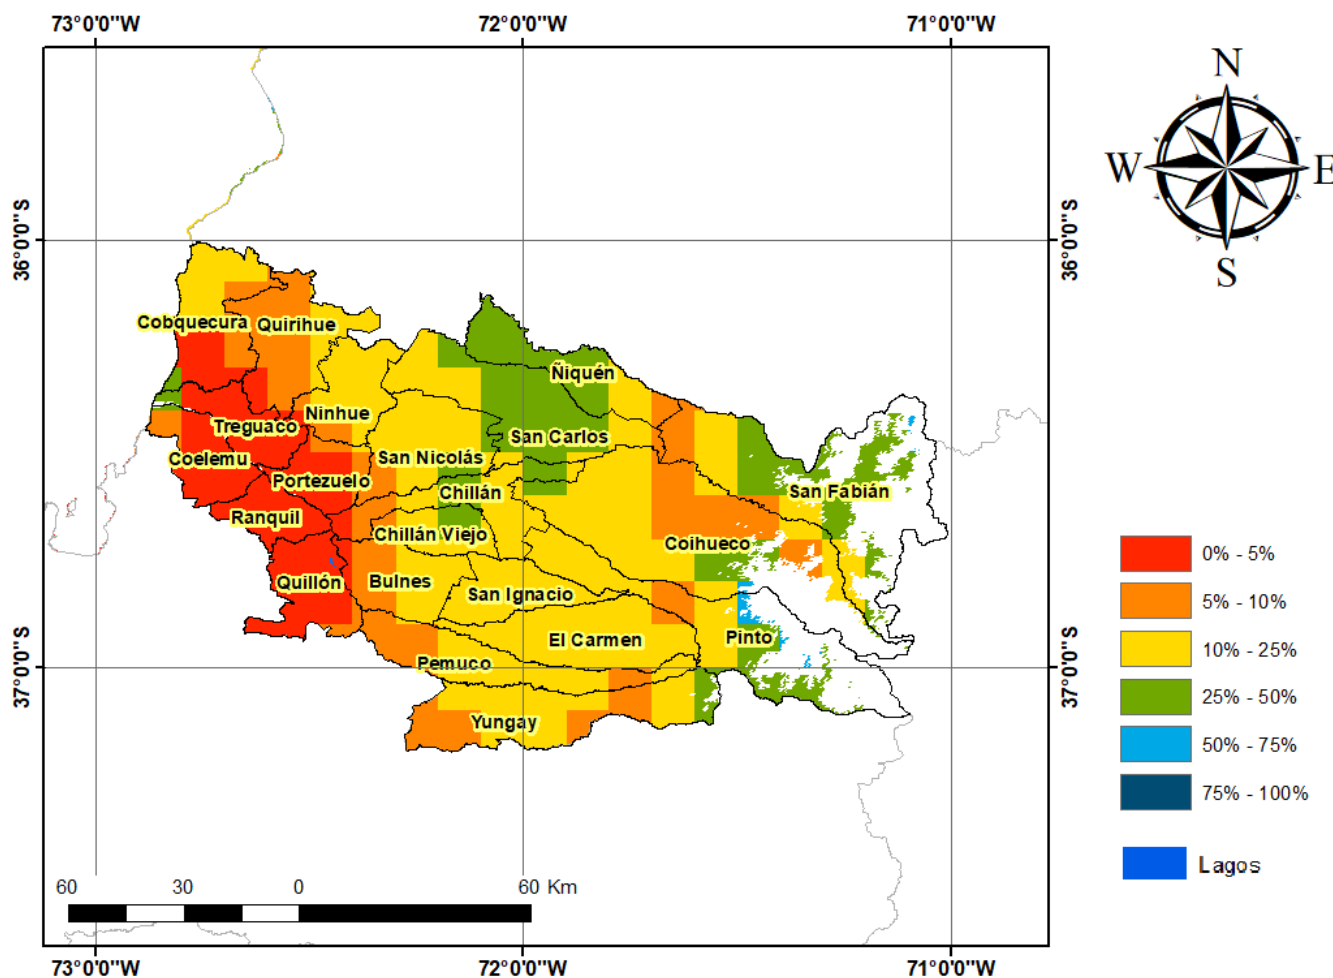 73°0'0"W 72°0'0"W 71°0'0"W
N
W E
S
36°0'0"S 36°0'0"S
Cobquecura Quirihue
Ñiquén
Ninhue
Treguaco San Carlos
Coelemu San Nicolás
Portezuelo Chillán San Fabián
Ranquil
Chillán Viejo Coihueco
Quillón Bulnes
San Ignacio
El Carmen Pinto
Pemuco
Yungay
37°0'0"S 37°0'0"S
0% - 5%
5% - 10%
10% - 25%
25% - 50%
50% - 75%
75% - 100%
Lagos
60 30 0 60 Km
73°0'0"W 72°0'0"W 71°0'0"W